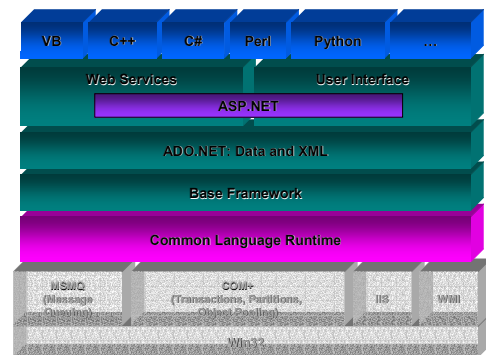 VB C++ C# Perl Python ...
Web Services User Interface
ASP.NET
ADO.NET: Data and XML
Base Framework
Common Language Runtime
MSMQ
(Message
Queuing)
COM+
(Transactions, Partitions,
Object Pooling)
IIS
WMI
Win32